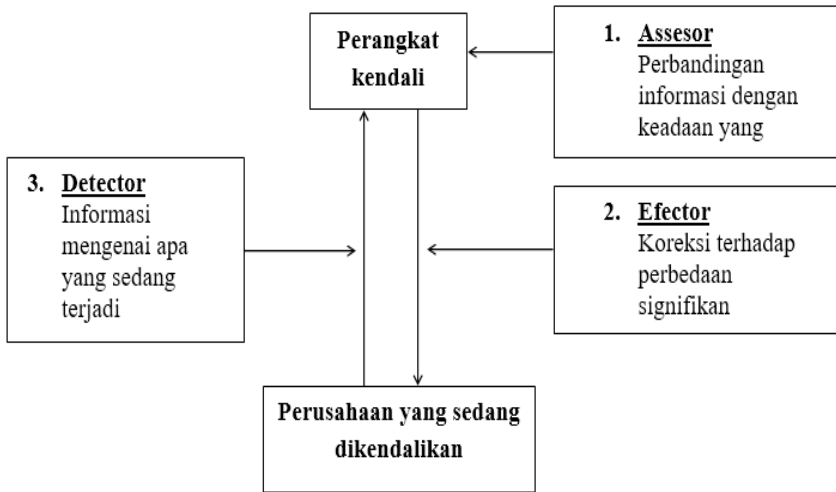 Perangkat
kendali
1. Assesor
Perbandingan
informasi dengan
keadaan yang
3. Detector
Informasi
mengenai apa
yang sedang
terjadi
2. Efector
Koreksi terhadap
perbedaan
signifikan
Perusahaan yang sedang
dikendalikan